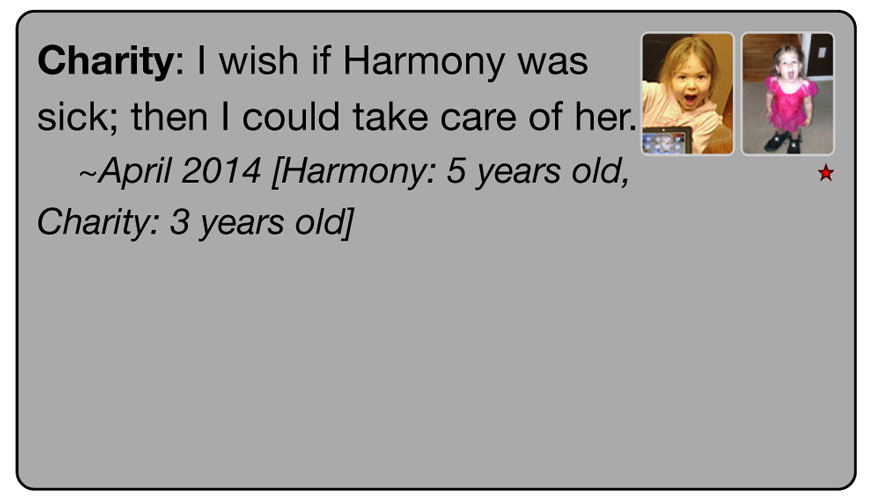 Charity: I wish if Harmony was
sick; then I could take care of her.
~April 2014 [Harmony: 5 years old,
Charity: 3 years old]